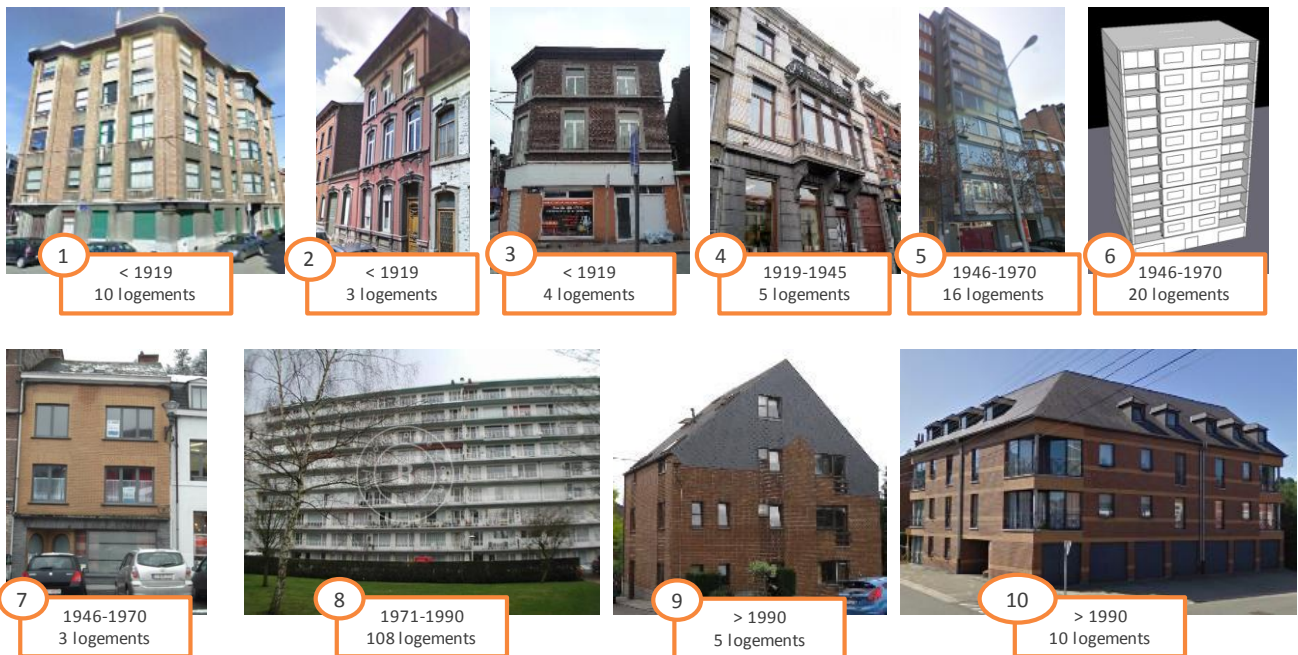 1
< 1919
10 logements
2
< 1919
3 logements
3
< 1919
4 logements
4
1919-1945
5 logements
5
1946-1970
16 logements
6
1946-1970
20 logements
7
1946-1970
3 logements
8
1971-1990
108 logements
9
> 1990
5 logements
10
> 1990
10 logements